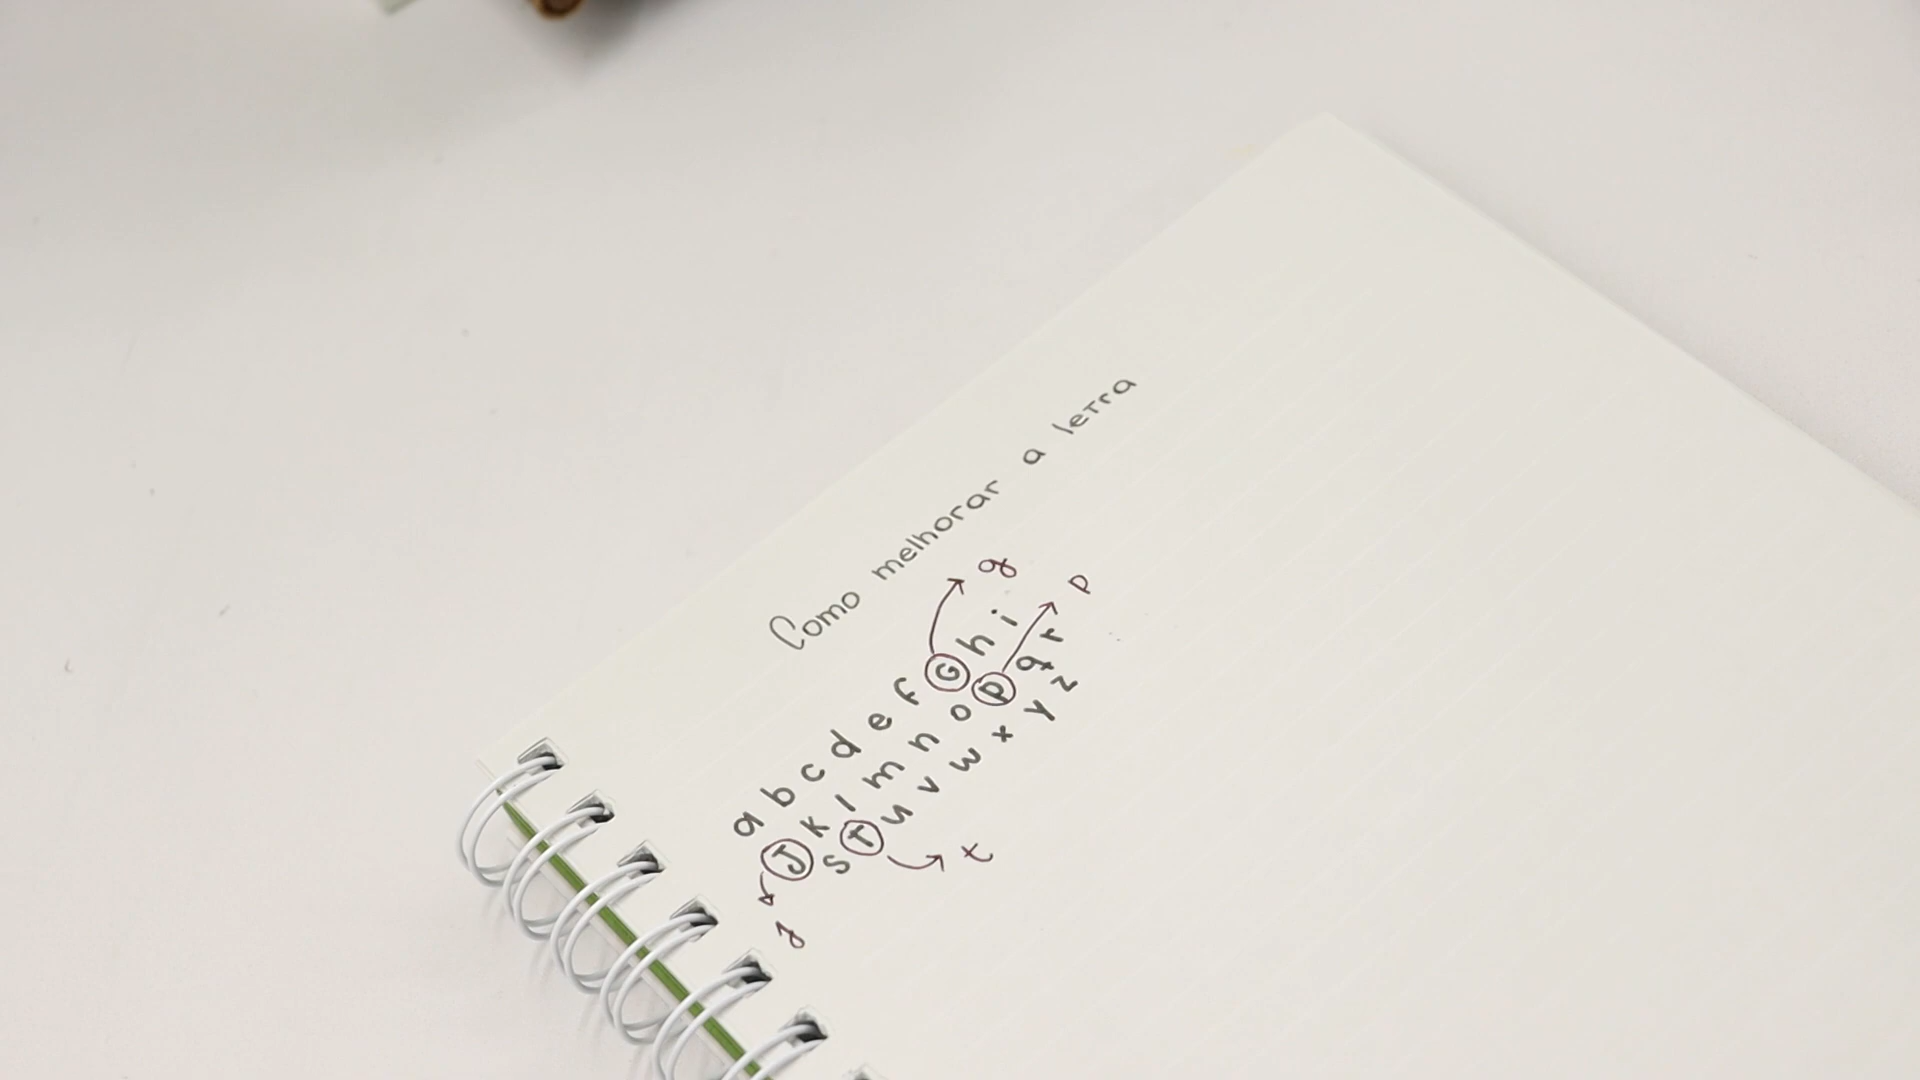 Como melhorar a letra
g
p
a b c d e f G h i
J k l m n o p q r
s T u v w x y z
j
t